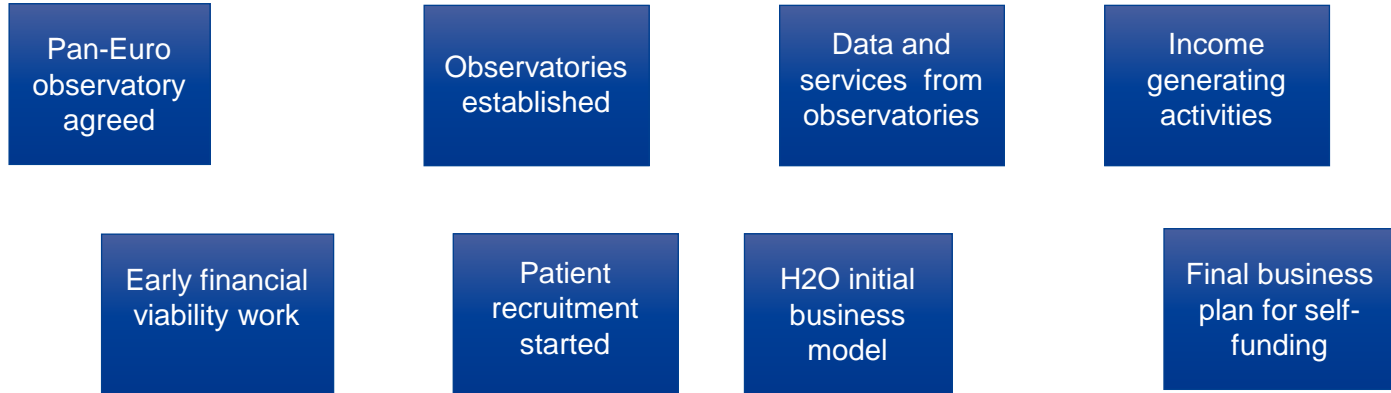 Pan-Euro
observatory
agreed
Observatories
established
Data and
services from
observatories
Income
generating
activities
Early financial
viability work
Patient
recruitment
started
H2O initial
business
model
Final business
plan for self-
funding